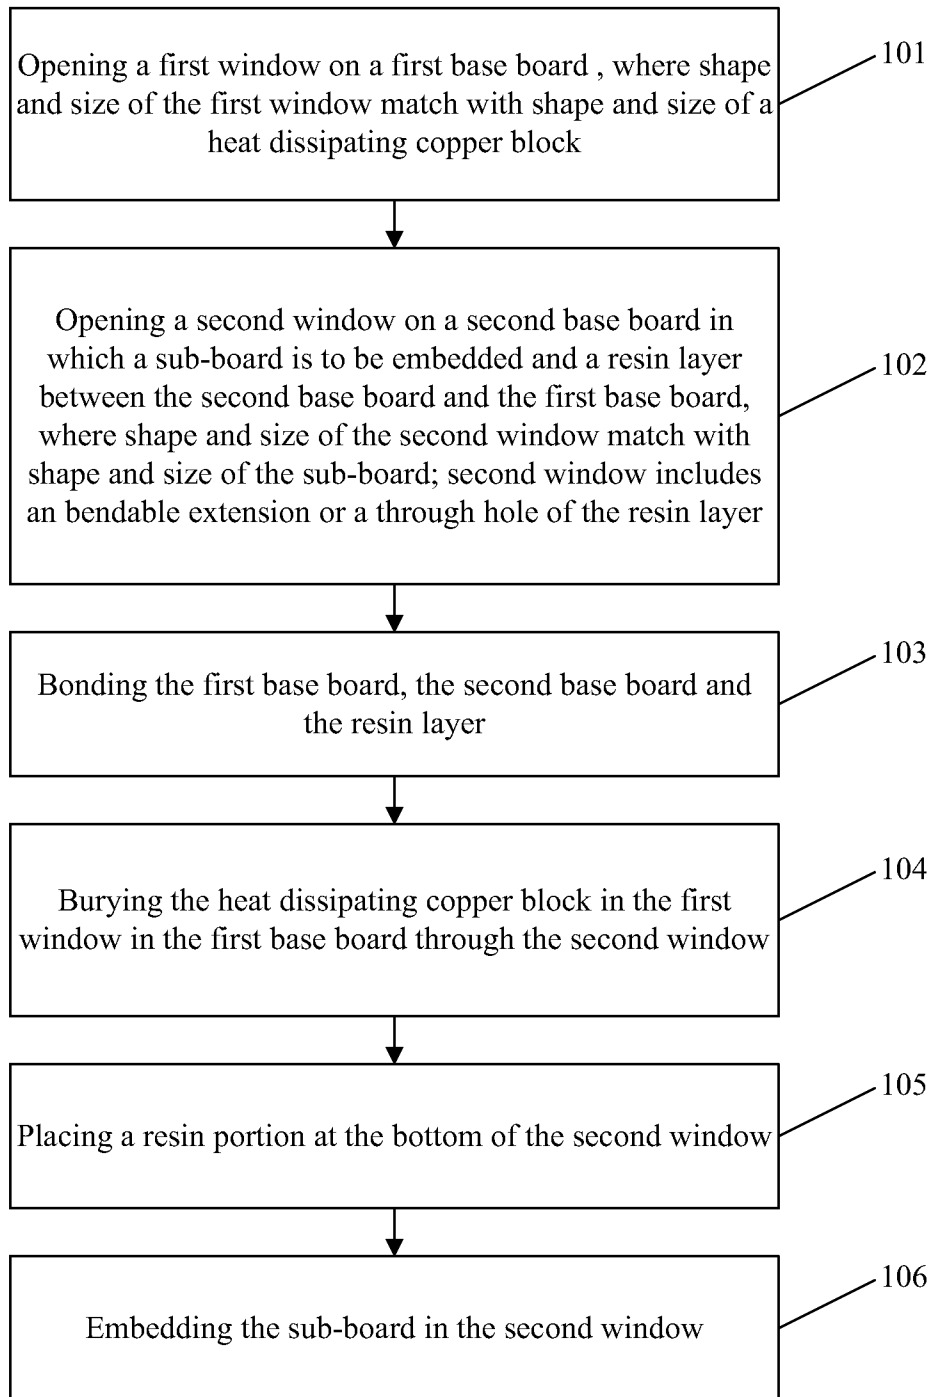 Opening a first window on a first base board , where shape
and size of the first window match with shape and size of a
heat dissipating copper block
101
Opening a second window on a second base board in
which a sub-board is to be embedded and a resin layer
between the second base board and the first base board,
where shape and size of the second window match with
shape and size of the sub-board; second window includes
an bendable extension or a through hole of the resin layer
102
Bonding the first base board, the second base board and
the resin layer
103
Burying the heat dissipating copper block in the first
window in the first base board through the second window
104
Placing a resin portion at the bottom of the second window
105
Embedding the sub-board in the second window
106